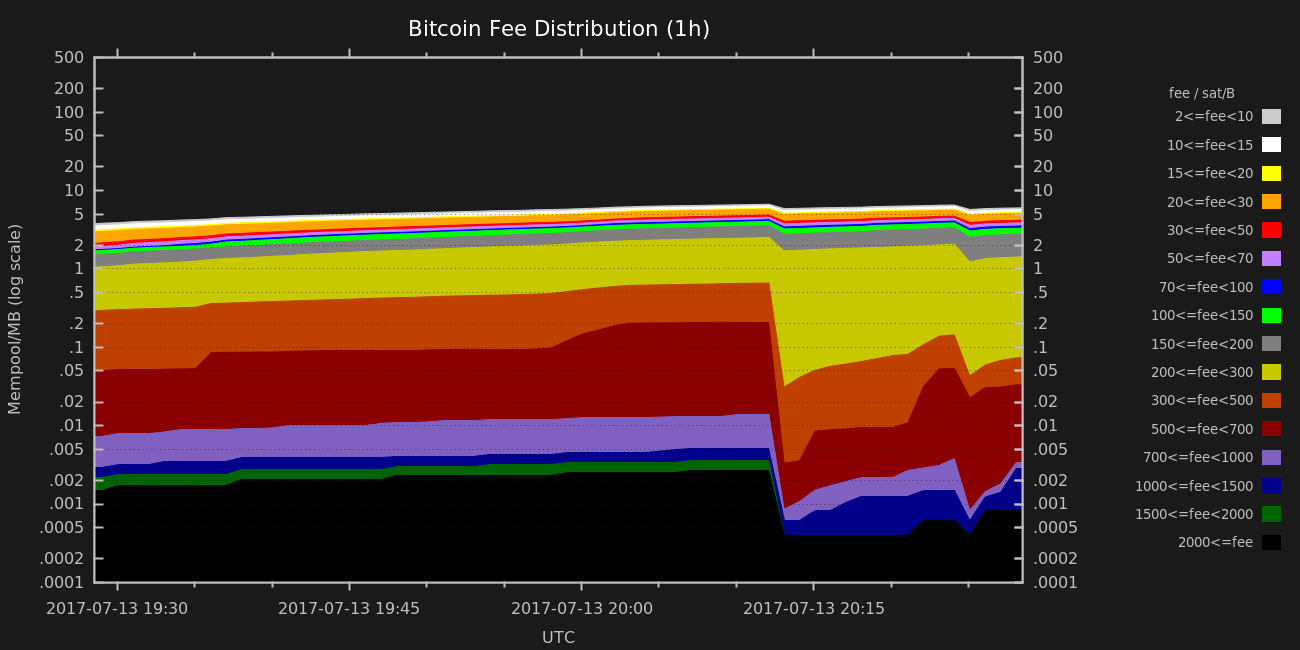 Bitcoin Fee Distribution (1h)
500
200
100
50
20
10
5
2
1
.5
.2
.1
.05
.02
.01
.005
.002
.001
.0005
.0002
.0001
Mempool/MB (log scale)
500
200
100
50
20
10
5
2
1
.5
.2
.1
.05
.02
.01
.005
.002
.001
.0005
.0002
.0001
2017-07-13 19:30 2017-07-13 19:45 2017-07-13 20:00 2017-07-13 20:15
UTC
fee / sat/B
2<=fee<10
10<=fee<15
15<=fee<20
20<=fee<30
30<=fee<50
50<=fee<70
70<=fee<100
100<=fee<150
150<=fee<200
200<=fee<300
300<=fee<500
500<=fee<700
700<=fee<1000
1000<=fee<1500
1500<=fee<2000
2000<=fee